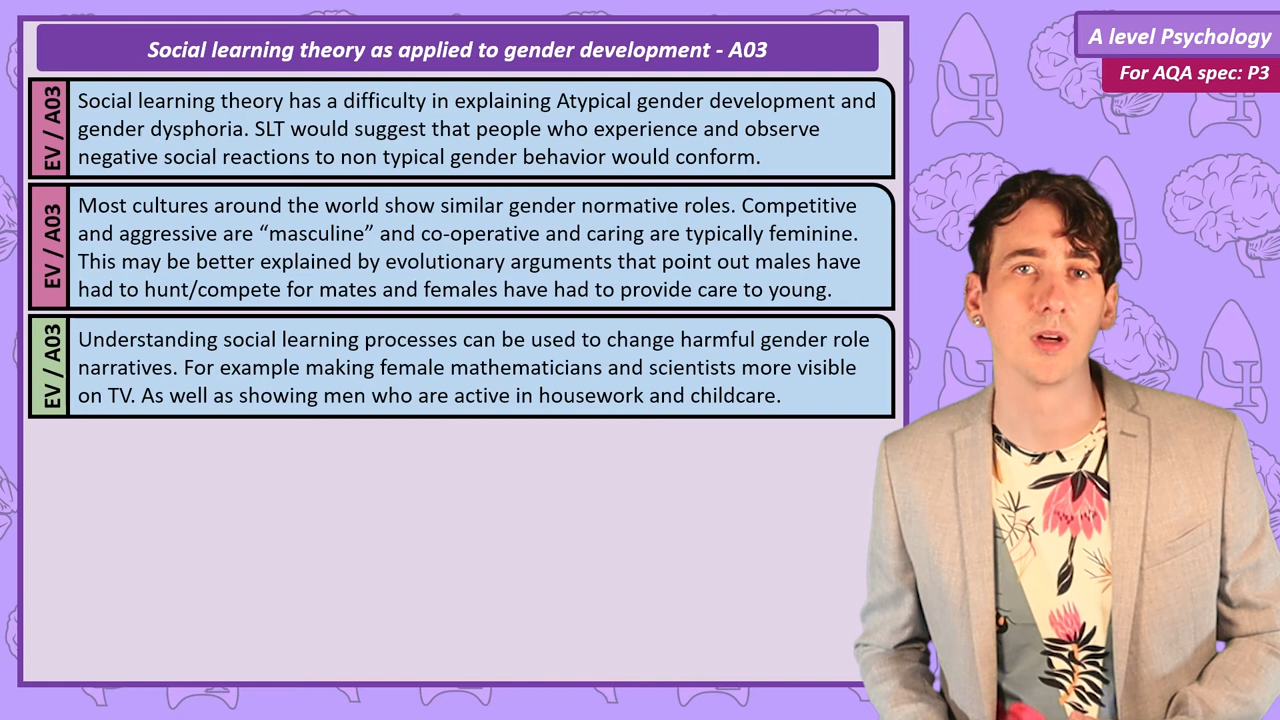 Social learning theory as applied to gender development - A03
A level Psychology
For AQA spec: P3
EV / A03
Social learning theory has a difficulty in explaining Atypical gender development and
gender dysphoria. SLT would suggest that people who experience and observe
negative social reactions to non typical gender behavior would conform.
EV / A03
Most cultures around the world show similar gender normative roles. Competitive
and aggressive are “masculine” and co-operative and caring are typically feminine.
This may be better explained by evolutionary arguments that point out males have
had to hunt/compete for mates and females have had to provide care to young.
EV / A03
Understanding social learning processes can be used to change harmful gender role
narratives. For example making female mathematicians and scientists more visible
on TV. As well as showing men who are active in housework and childcare.